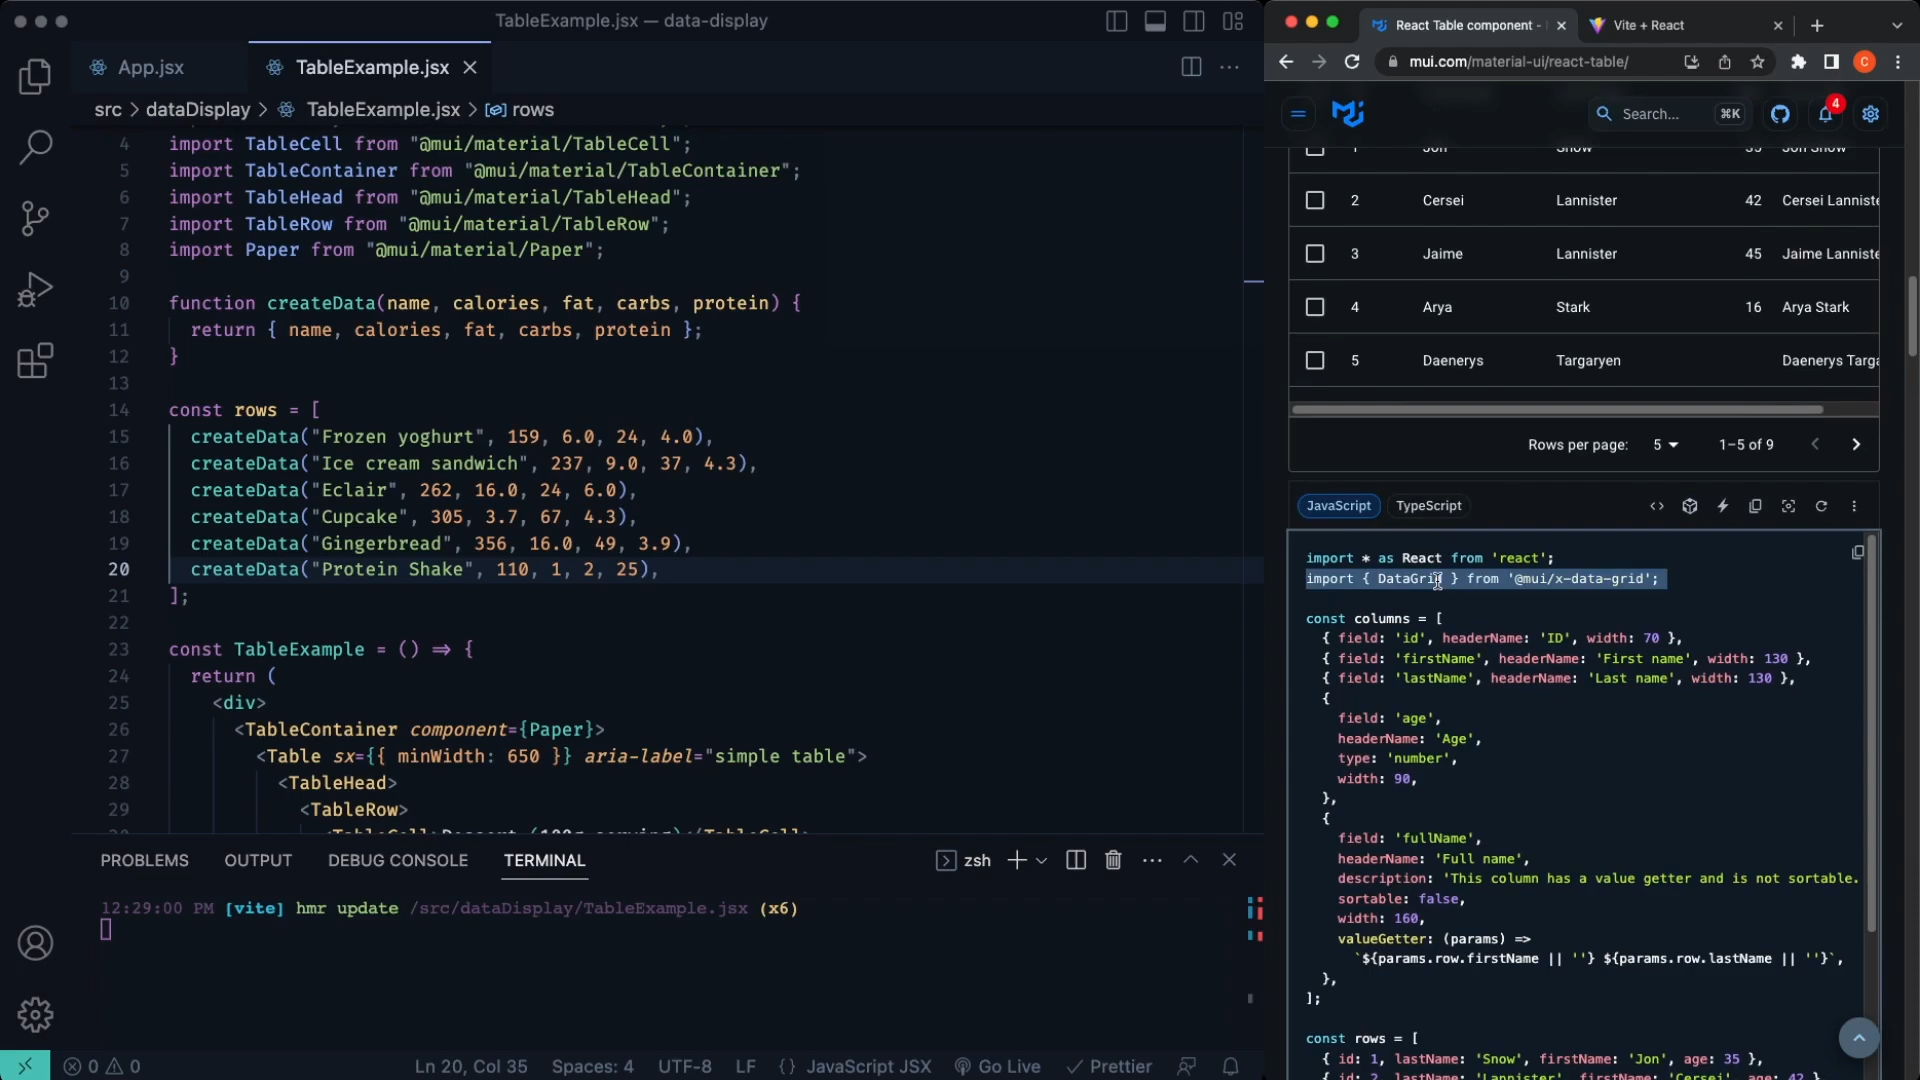 TableExample.jsx — data-display
App.jsx
TableExample.jsx
src > dataDisplay > TableExample.jsx > rows
4 import TableCell from "@mui/material/TableCell";
5 import TableContainer from "@mui/material/TableContainer";
6 import TableHead from "@mui/material/TableHead";
7 import TableRow from "@mui/material/TableRow";
8 import Paper from "@mui/material/Paper";
9
10 function createData(name, calories, fat, carbs, protein) {
11 return { name, calories, fat, carbs, protein };
12 }
13
14 const rows = [
15 createData("Frozen yoghurt", 159, 6.0, 24, 4.0),
16 createData("Ice cream sandwich", 237, 9.0, 37, 4.3),
17 createData("Eclair", 262, 16.0, 24, 6.0),
18 createData("Cupcake", 305, 3.7, 67, 4.3),
19 createData("Gingerbread", 356, 16.0, 49, 3.9),
20 createData("Protein Shake", 110, 1, 2, 25),
21 ];
22
23 const TableExample = () => {
24 return (
25 <div>
26 <TableContainer component={Paper}>
27 <Table sx={{ minWidth: 650 }} aria-label="simple table">
28 <TableHead>
29 <TableRow>
PROBLEMS OUTPUT DEBUG CONSOLE TERMINAL
zsh
12:29:00 PM [vite] hmr update /src/dataDisplay/TableExample.jsx (x6)
0 0
Ln 20, Col 35 Spaces: 4 UTF-8 LF {} JavaScript JSX Go Live Prettier
React Table component -
Vite + React
mui.com/material-ui/react-table/
C
Search... ⌘K
4
1 Jon Snow 35 Jon Snow
2 Cersei Lannister 42 Cersei Lanniste
3 Jaime Lannister 45 Jaime Lanniste
4 Arya Stark 16 Arya Stark
5 Daenerys Targaryen Daenerys Targa
Rows per page: 5 1–5 of 9
JavaScript TypeScript
import * as React from 'react';
import { DataGrid } from '@mui/x-data-grid';
const columns = [
{ field: 'id', headerName: 'ID', width: 70 },
{ field: 'firstName', headerName: 'First name', width: 130 },
{ field: 'lastName', headerName: 'Last name', width: 130 },
{
field: 'age',
headerName: 'Age',
type: 'number',
width: 90,
},
{
field: 'fullName',
headerName: 'Full name',
description: 'This column has a value getter and is not sortable.
sortable: false,
width: 160,
valueGetter: (params) =>
`${params.row.firstName || ''} ${params.row.lastName || ''}`,
},
];
const rows = [
{ id: 1, lastName: 'Snow', firstName: 'Jon', age: 35 },
{ id: 2, lastName: 'Lannister', firstName: 'Cersei', age: 42 }